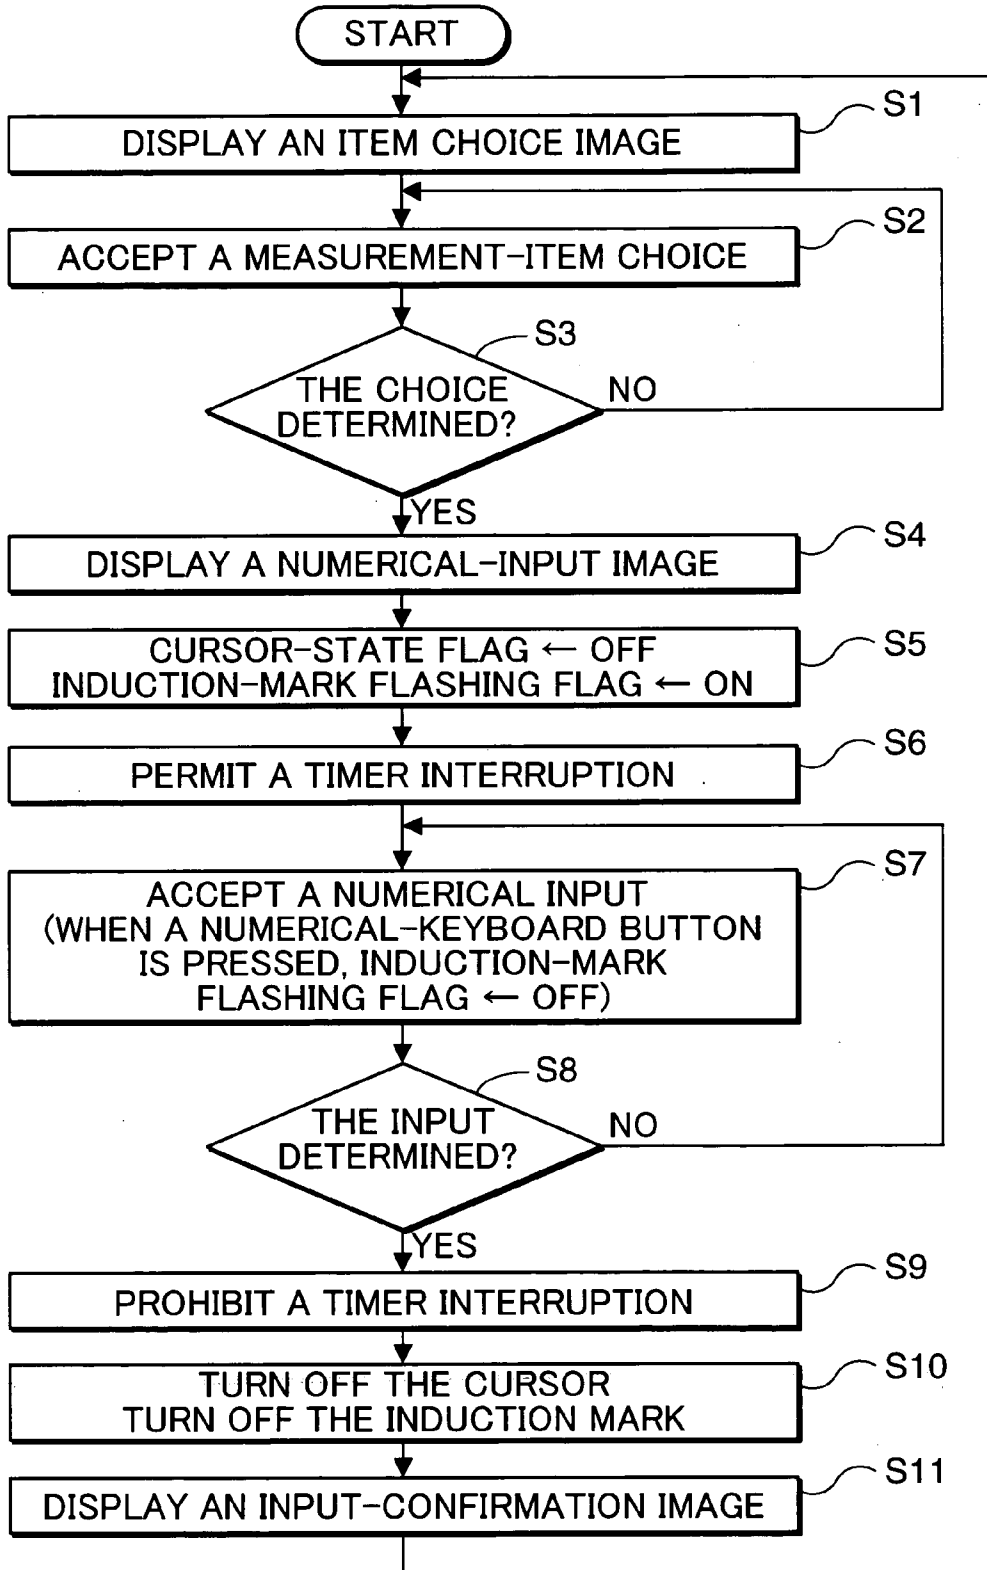 START
S1
DISPLAY AN ITEM CHOICE IMAGE
S2
ACCEPT A MEASUREMENT-ITEM CHOICE
S3
THE CHOICE
DETERMINED?
NO
YES
S4
DISPLAY A NUMERICAL-INPUT IMAGE
S5
CURSOR-STATE FLAG ← OFF
INDUCTION-MARK FLASHING FLAG ← ON
S6
PERMIT A TIMER INTERRUPTION
S7
ACCEPT A NUMERICAL INPUT
(WHEN A NUMERICAL-KEYBOARD BUTTON
IS PRESSED, INDUCTION-MARK
FLASHING FLAG ← OFF)
S8
THE INPUT
DETERMINED?
NO
YES
S9
PROHIBIT A TIMER INTERRUPTION
S10
TURN OFF THE CURSOR
TURN OFF THE INDUCTION MARK
S11
DISPLAY AN INPUT-CONFIRMATION IMAGE